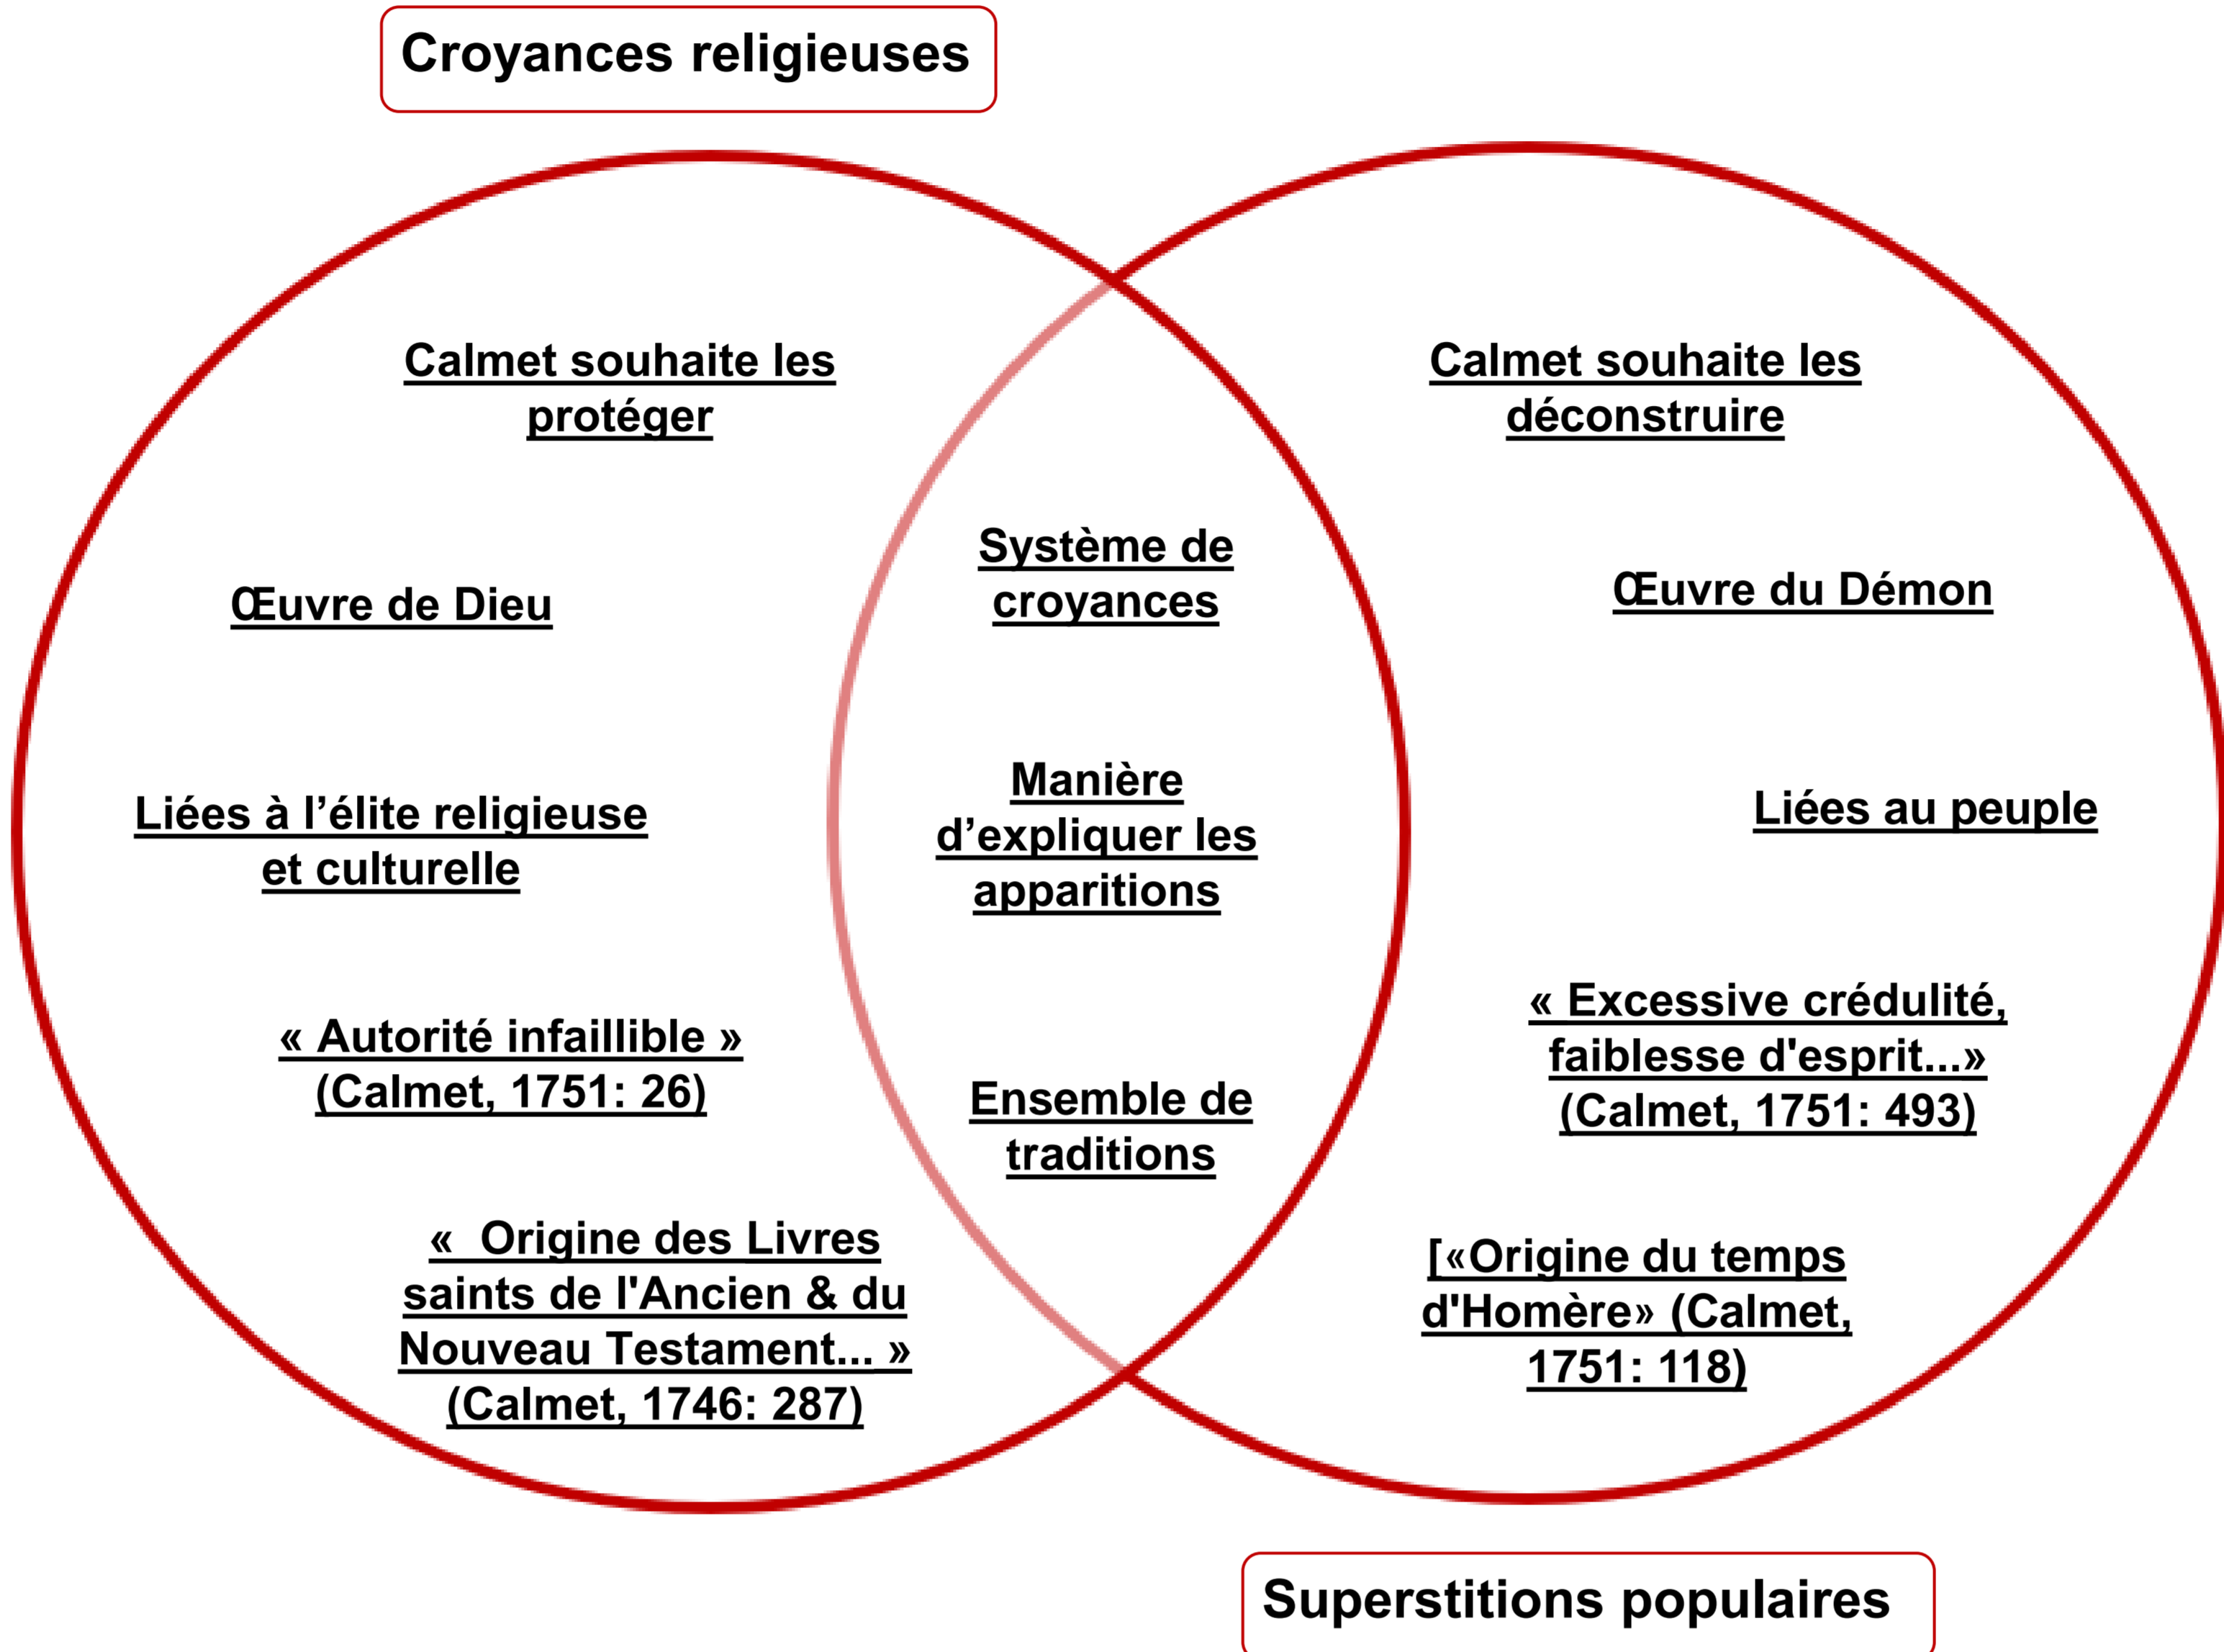 Croyances religieuses
Calmet souhaite les
protéger
Œuvre de Dieu
Liées à l’élite religieuse
et culturelle
« Autorité infaillible »
(Calmet, 1751: 26)
«  Origine des Livres
saints de l'Ancien & du
Nouveau Testament... »
(Calmet, 1746: 287)
Système de
croyances
Manière
d’expliquer les
apparitions
Ensemble de
traditions
Calmet souhaite les
déconstruire
Œuvre du Démon
Liées au peuple
« Excessive crédulité,
faiblesse d'esprit...»
(Calmet, 1751: 493)
[«Origine du temps
d'Homère» (Calmet,
1751: 118)
Superstitions populaires